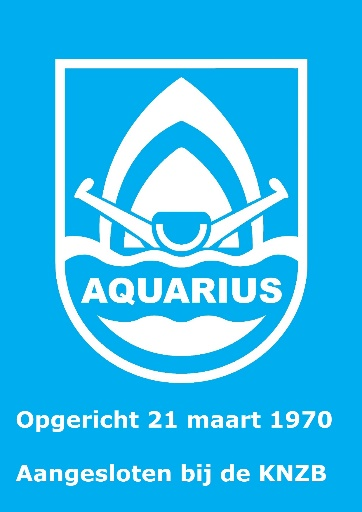 AQUARIUS
Opgericht 21 maart 1970
Aangesloten bij de KNZB